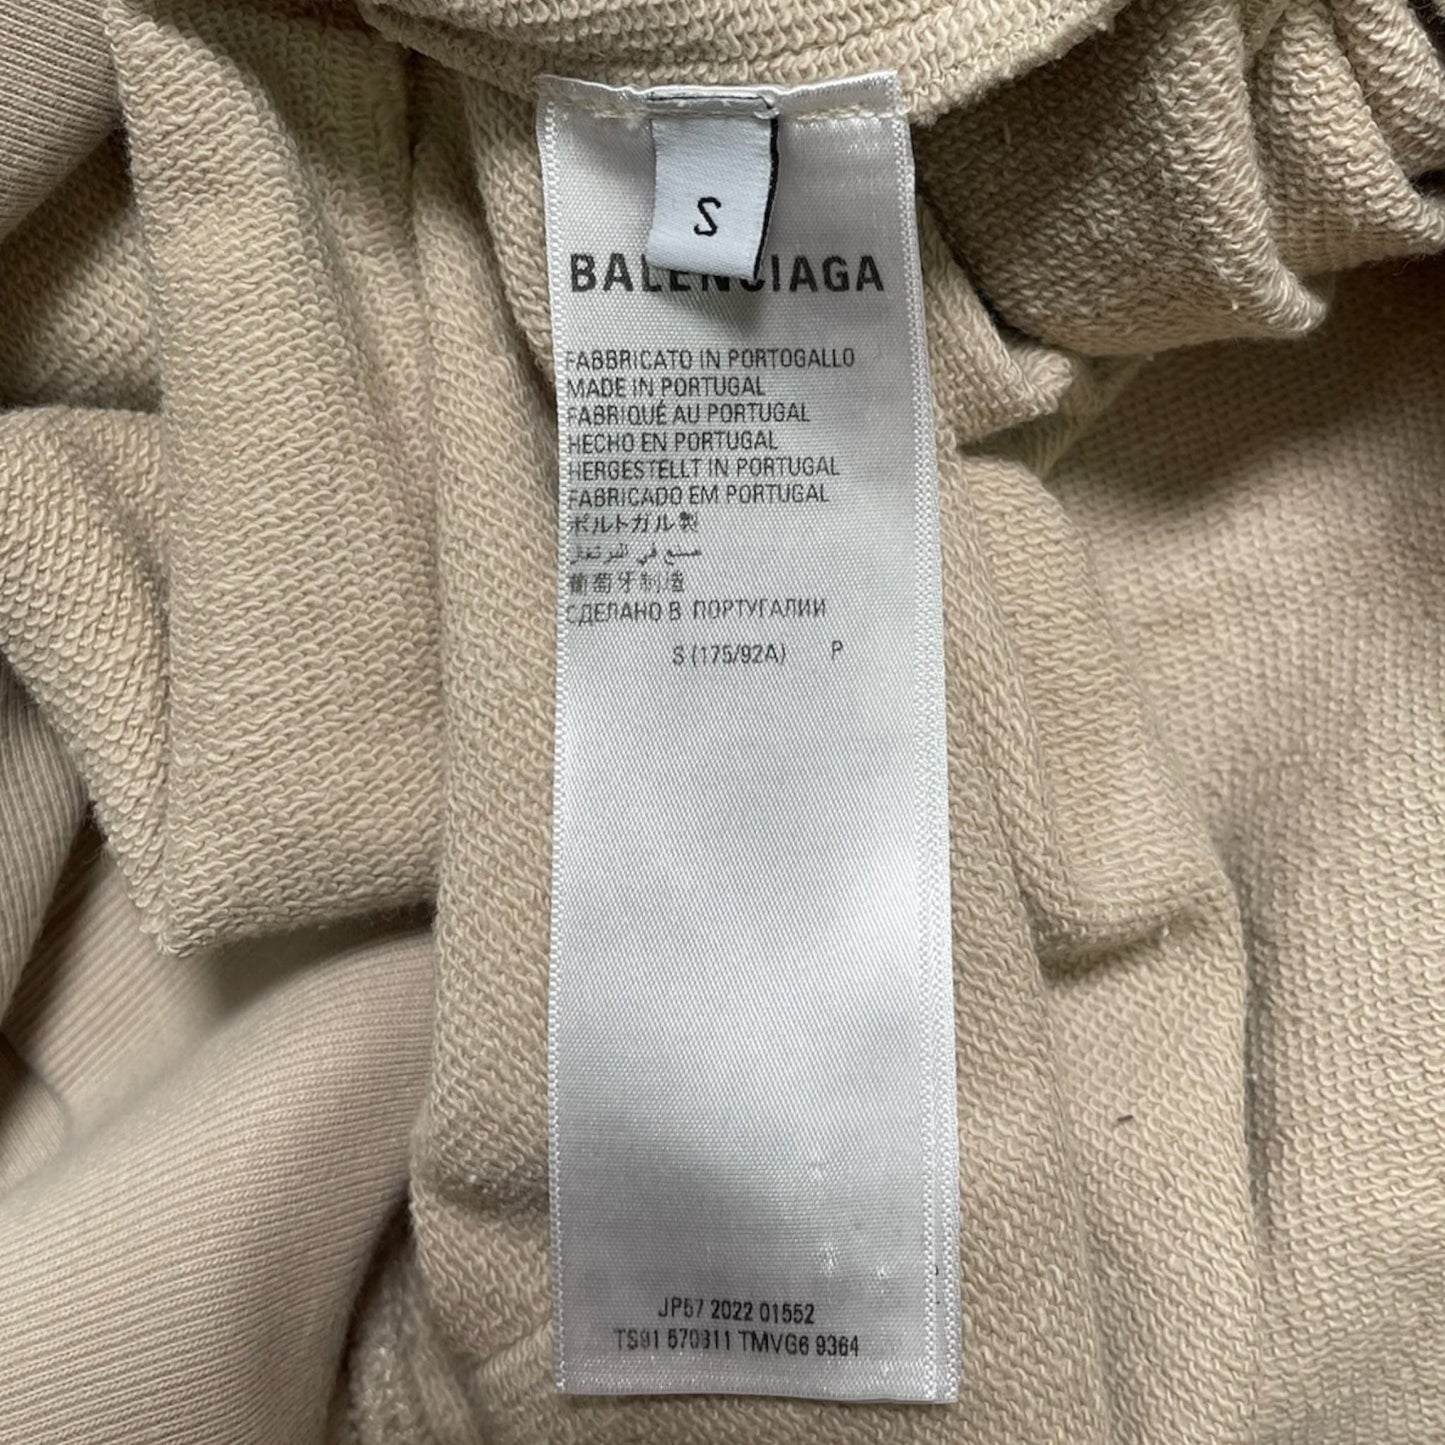 S
BALENCIAGA
FABBRICATO IN PORTOGALLO
MADE IN PORTUGAL
FABRIQUÉ AU PORTUGAL
HECHO EN PORTUGAL
HERGESTELLT IN PORTUGAL
FABRICADO EM PORTUGAL
ポルトガル製
صنع في البرتغال
葡萄牙制造
СДЕЛАНО В ПОРТУГАЛИИ
S (175/92A) P
JP57 2022 01552
TS91 570811 TMVG6 9364